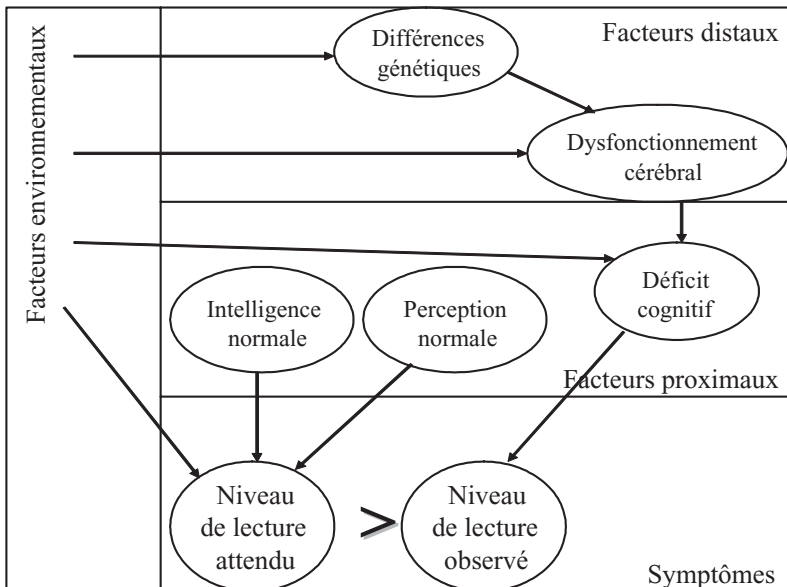 Facteurs environnementaux
Facteurs distaux
Différences
génétiques
Dysfonctionnement
cérébral
Déficit
cognitif
Intelligence
normale
Perception
normale
Facteurs proximaux
Niveau
de lecture
attendu
>
Niveau
de lecture
observé
Symptômes